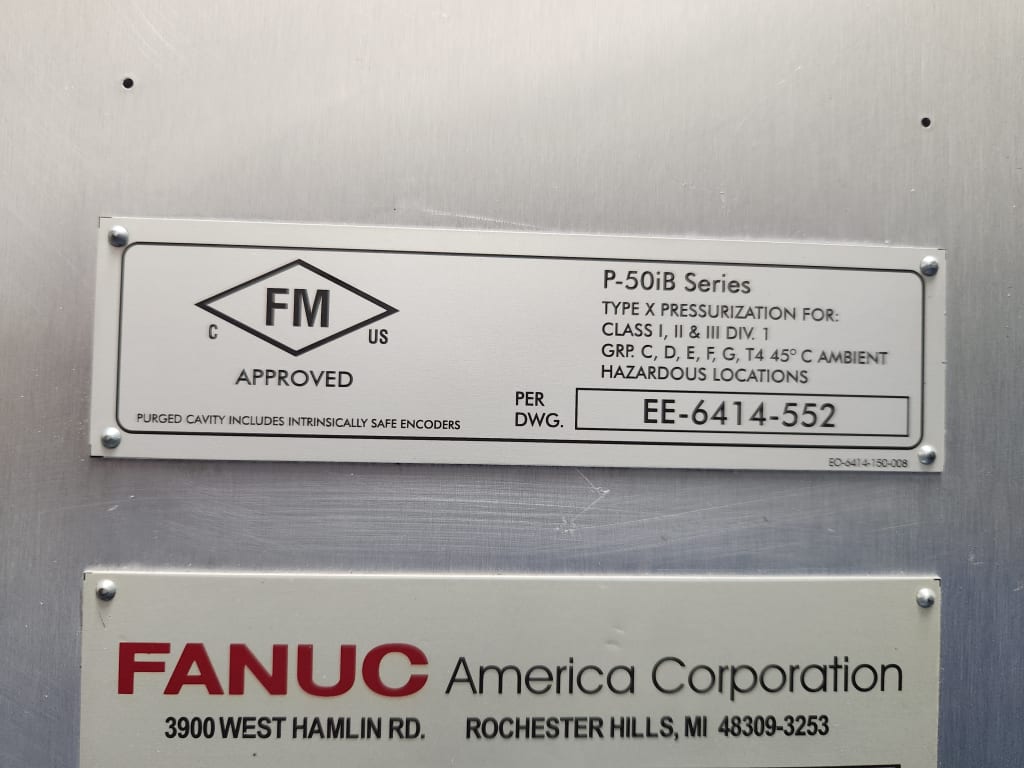 FM
C US
APPROVED
PURGED CAVITY INCLUDES INTRINSICALLY SAFE ENCODERS
P-50iB Series
TYPE X PRESSURIZATION FOR:
CLASS I, II & III DIV. 1
GRP. C, D, E, F, G, T4 45° C AMBIENT
HAZARDOUS LOCATIONS
PER
DWG.
EE-6414-552
EO-6414-150-008
FANUC America Corporation
3900 WEST HAMLIN RD. ROCHESTER HILLS, MI 48309-3253